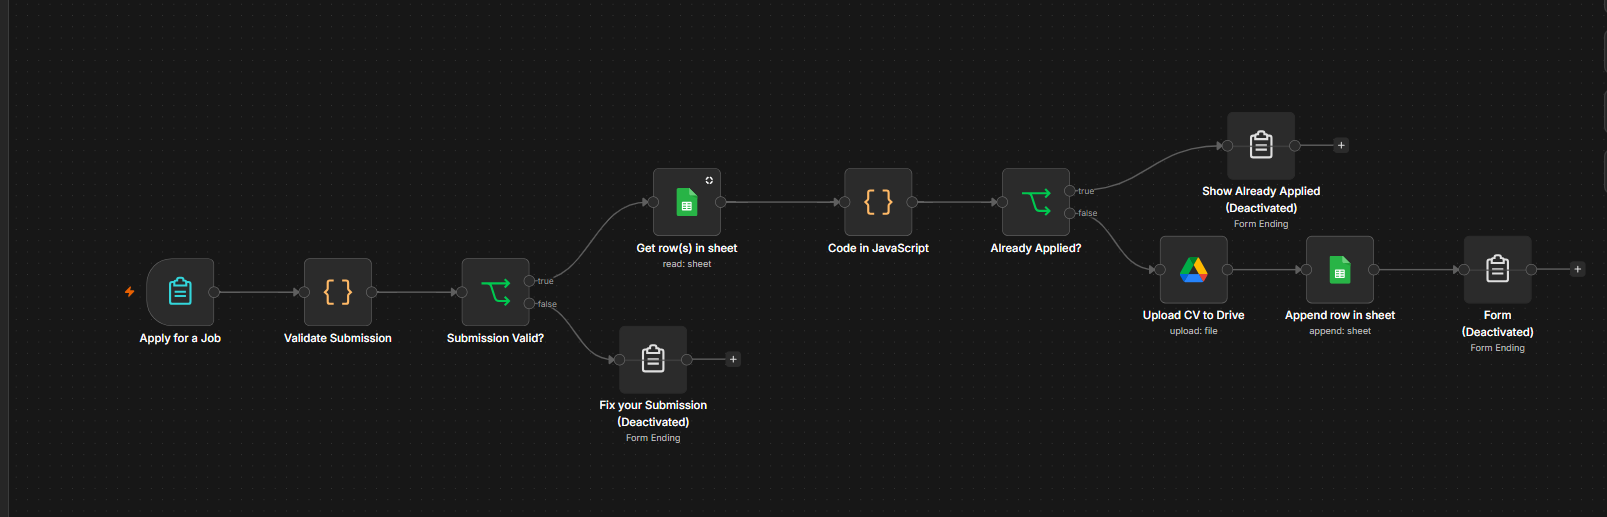 Apply for a Job
Validate Submission
Submission Valid?
true
false
Get row(s) in sheet
read: sheet
Fix your Submission
(Deactivated)
Form Ending
Code in JavaScript
Already Applied?
true
false
Show Already Applied
(Deactivated)
Form Ending
Upload CV to Drive
upload: file
Append row in sheet
append: sheet
Form
(Deactivated)
Form Ending